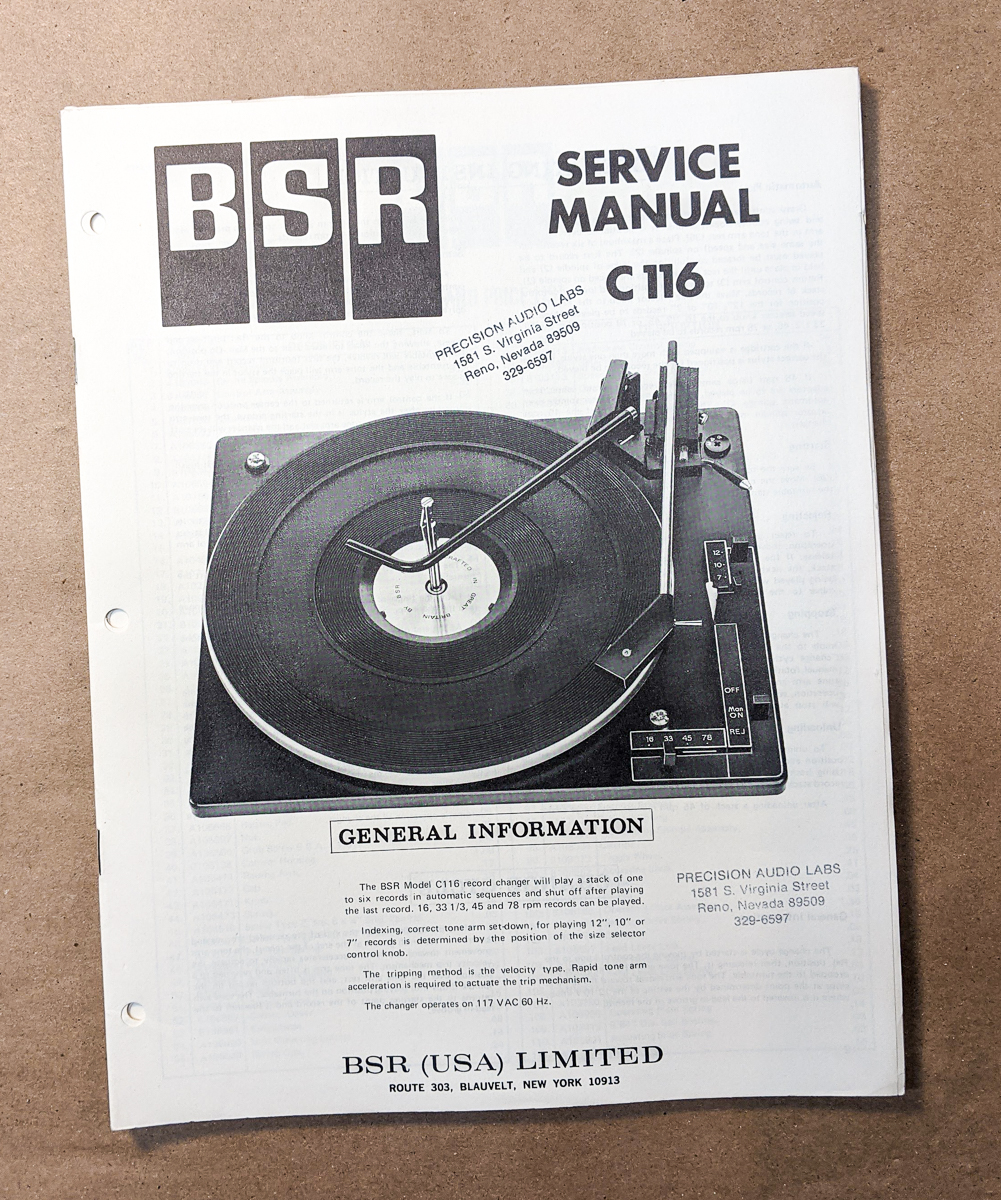 BSR
SERVICE
MANUAL
C116
PRECISION AUDIO LABS
1581 S. Virginia Street
Reno, Nevada 89509
329-6597
12-
10-
7-
CRAFTED IN GREAT BRITAIN BY BSR
OFF
Man
ON
REJ
16 33 45 78
GENERAL INFORMATION
The BSR Model C116 record changer will play a stack of one
to six records in automatic sequences and shut off after playing
the last record. 16, 33 1/3, 45 and 78 rpm records can be played.
Indexing, correct tone arm set-down, for playing 12", 10" or
7" records is determined by the position of the size selector
control knob.
The tripping method is the velocity type. Rapid tone arm
acceleration is required to actuate the trip mechanism.
The changer operates on 117 VAC 60 Hz.
PRECISION AUDIO LABS
1581 S. Virginia Street
Reno, Nevada 89509
329-6597
BSR (USA) LIMITED
ROUTE 303, BLAUVELT, NEW YORK 10913